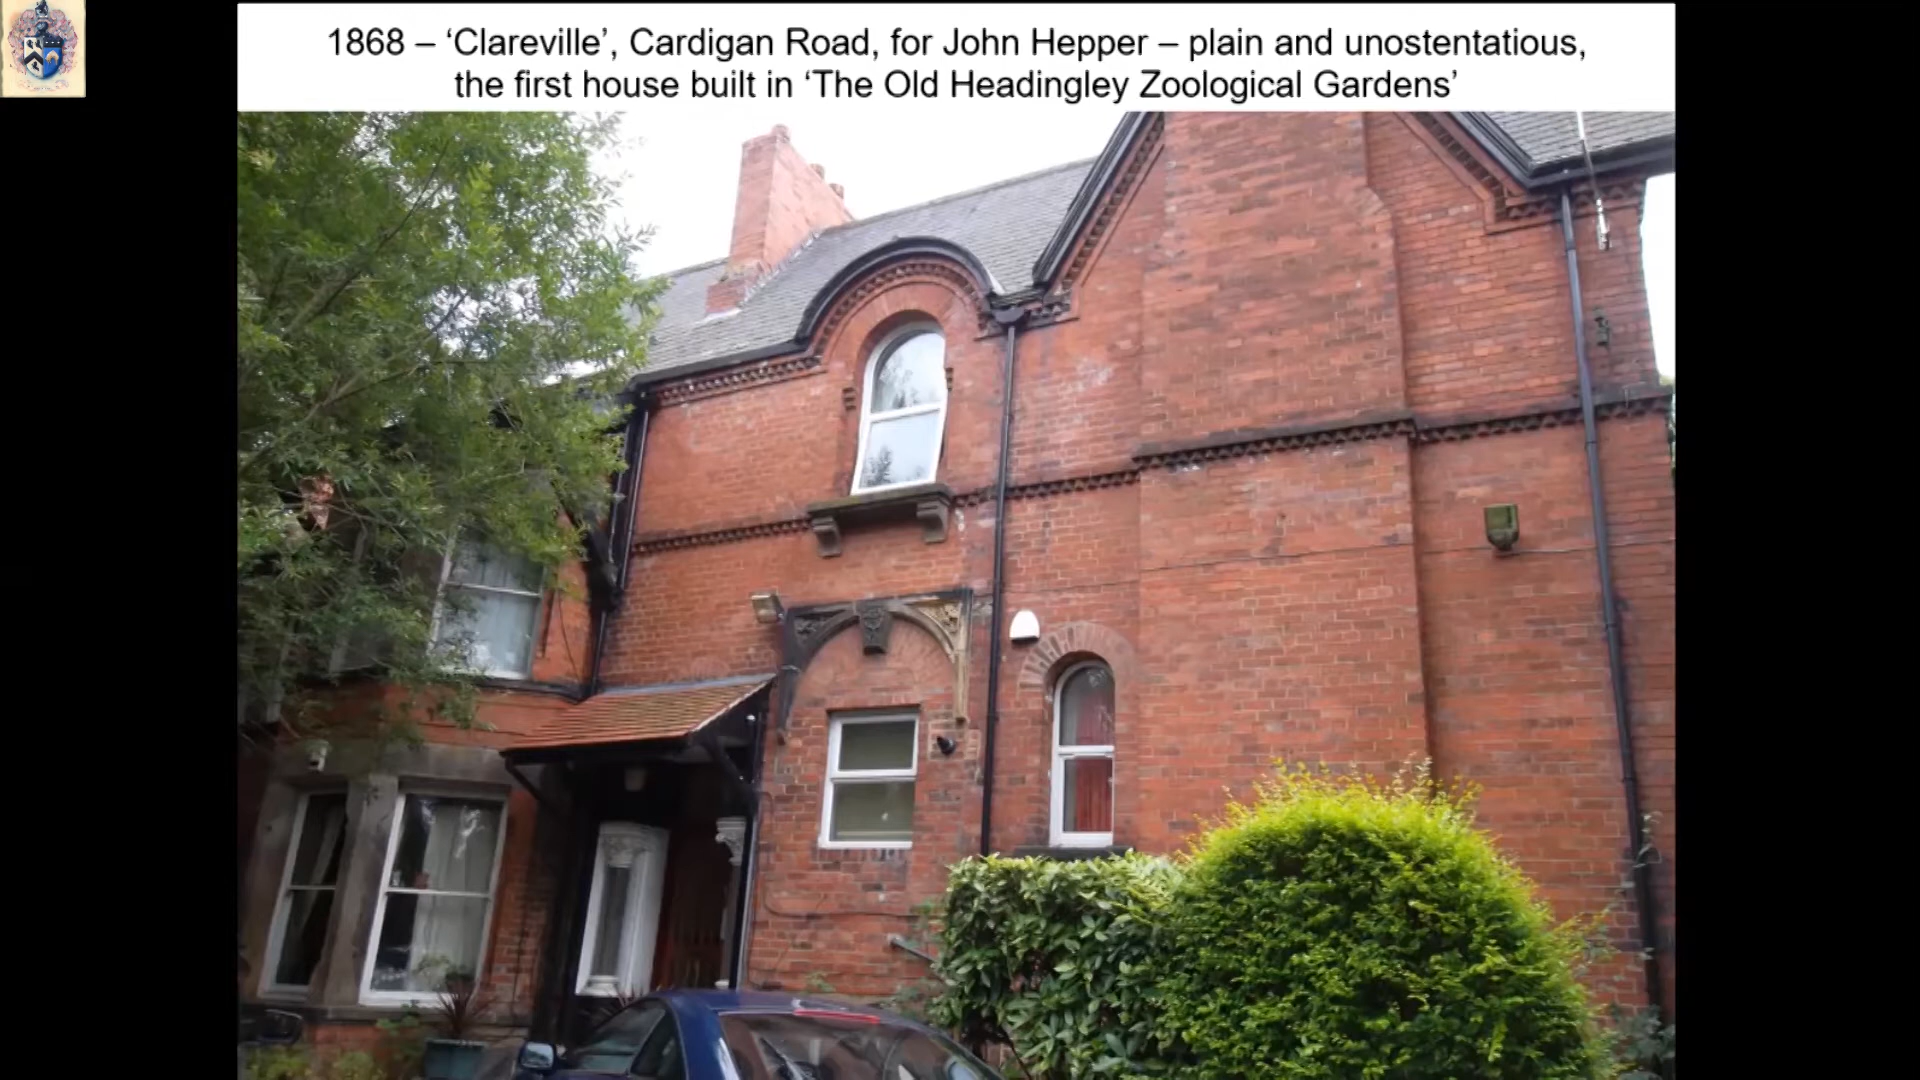 1868 – ‘Clareville’, Cardigan Road, for John Hepper – plain and unostentatious,
the first house built in ‘The Old Headingley Zoological Gardens’